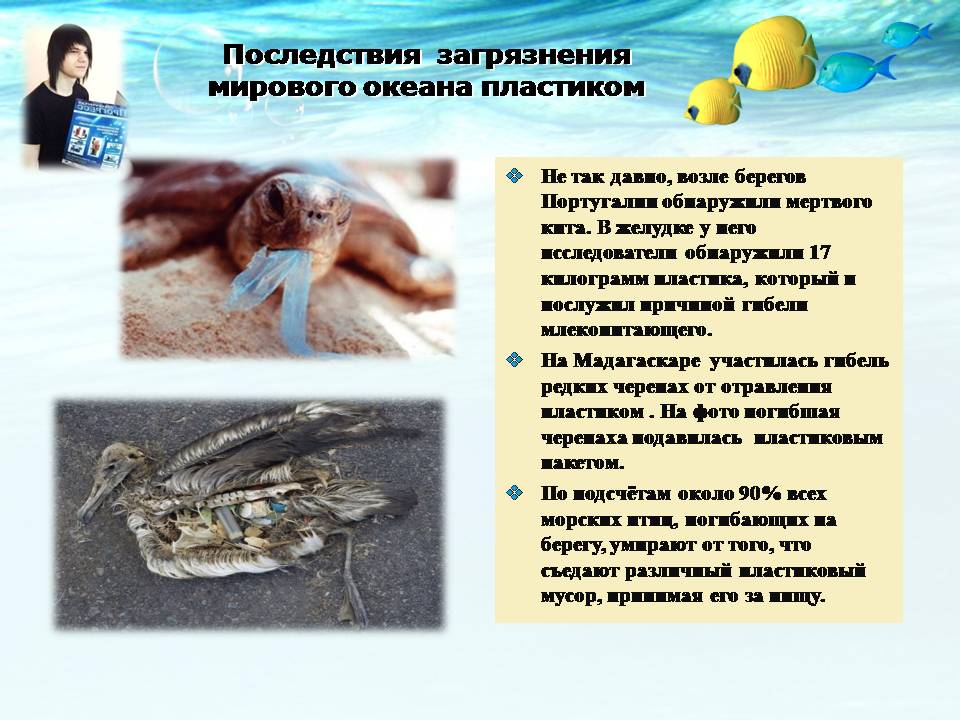 Последствия загрязнения
мирового океана пластиком
ПРОГРЕСС
Не так давно, возле берегов
Португалии обнаружили мертвого
кита. В желудке у него
исследователи обнаружили 17
килограмм пластика, который и
послужил причиной гибели
млекопитающего.
На Мадагаскаре участилась гибель
редких черепах от отравления
пластиком . На фото погибшая
черепаха подавилась пластиковым
пакетом.
По подсчётам около 90% всех
морских птиц, погибающих на
берегу, умирают от того, что
съедают различный пластиковый
мусор, принимая его за пищу.